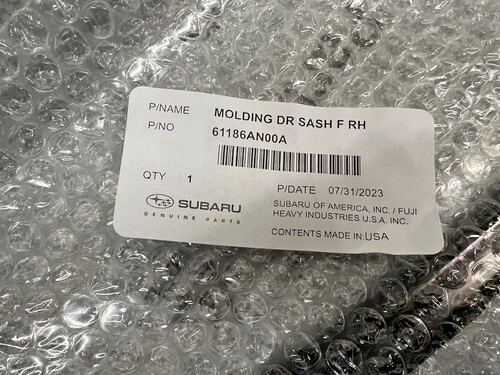 P/NAME MOLDING DR SASH F RH
P/NO 61186AN00A
QTY 1 P/DATE 07/31/2023
SUBARU
GENUINE PARTS
SUBARU OF AMERICA, INC. / FUJI
HEAVY INDUSTRIES U.S.A. INC.
CONTENTS MADE IN:USA